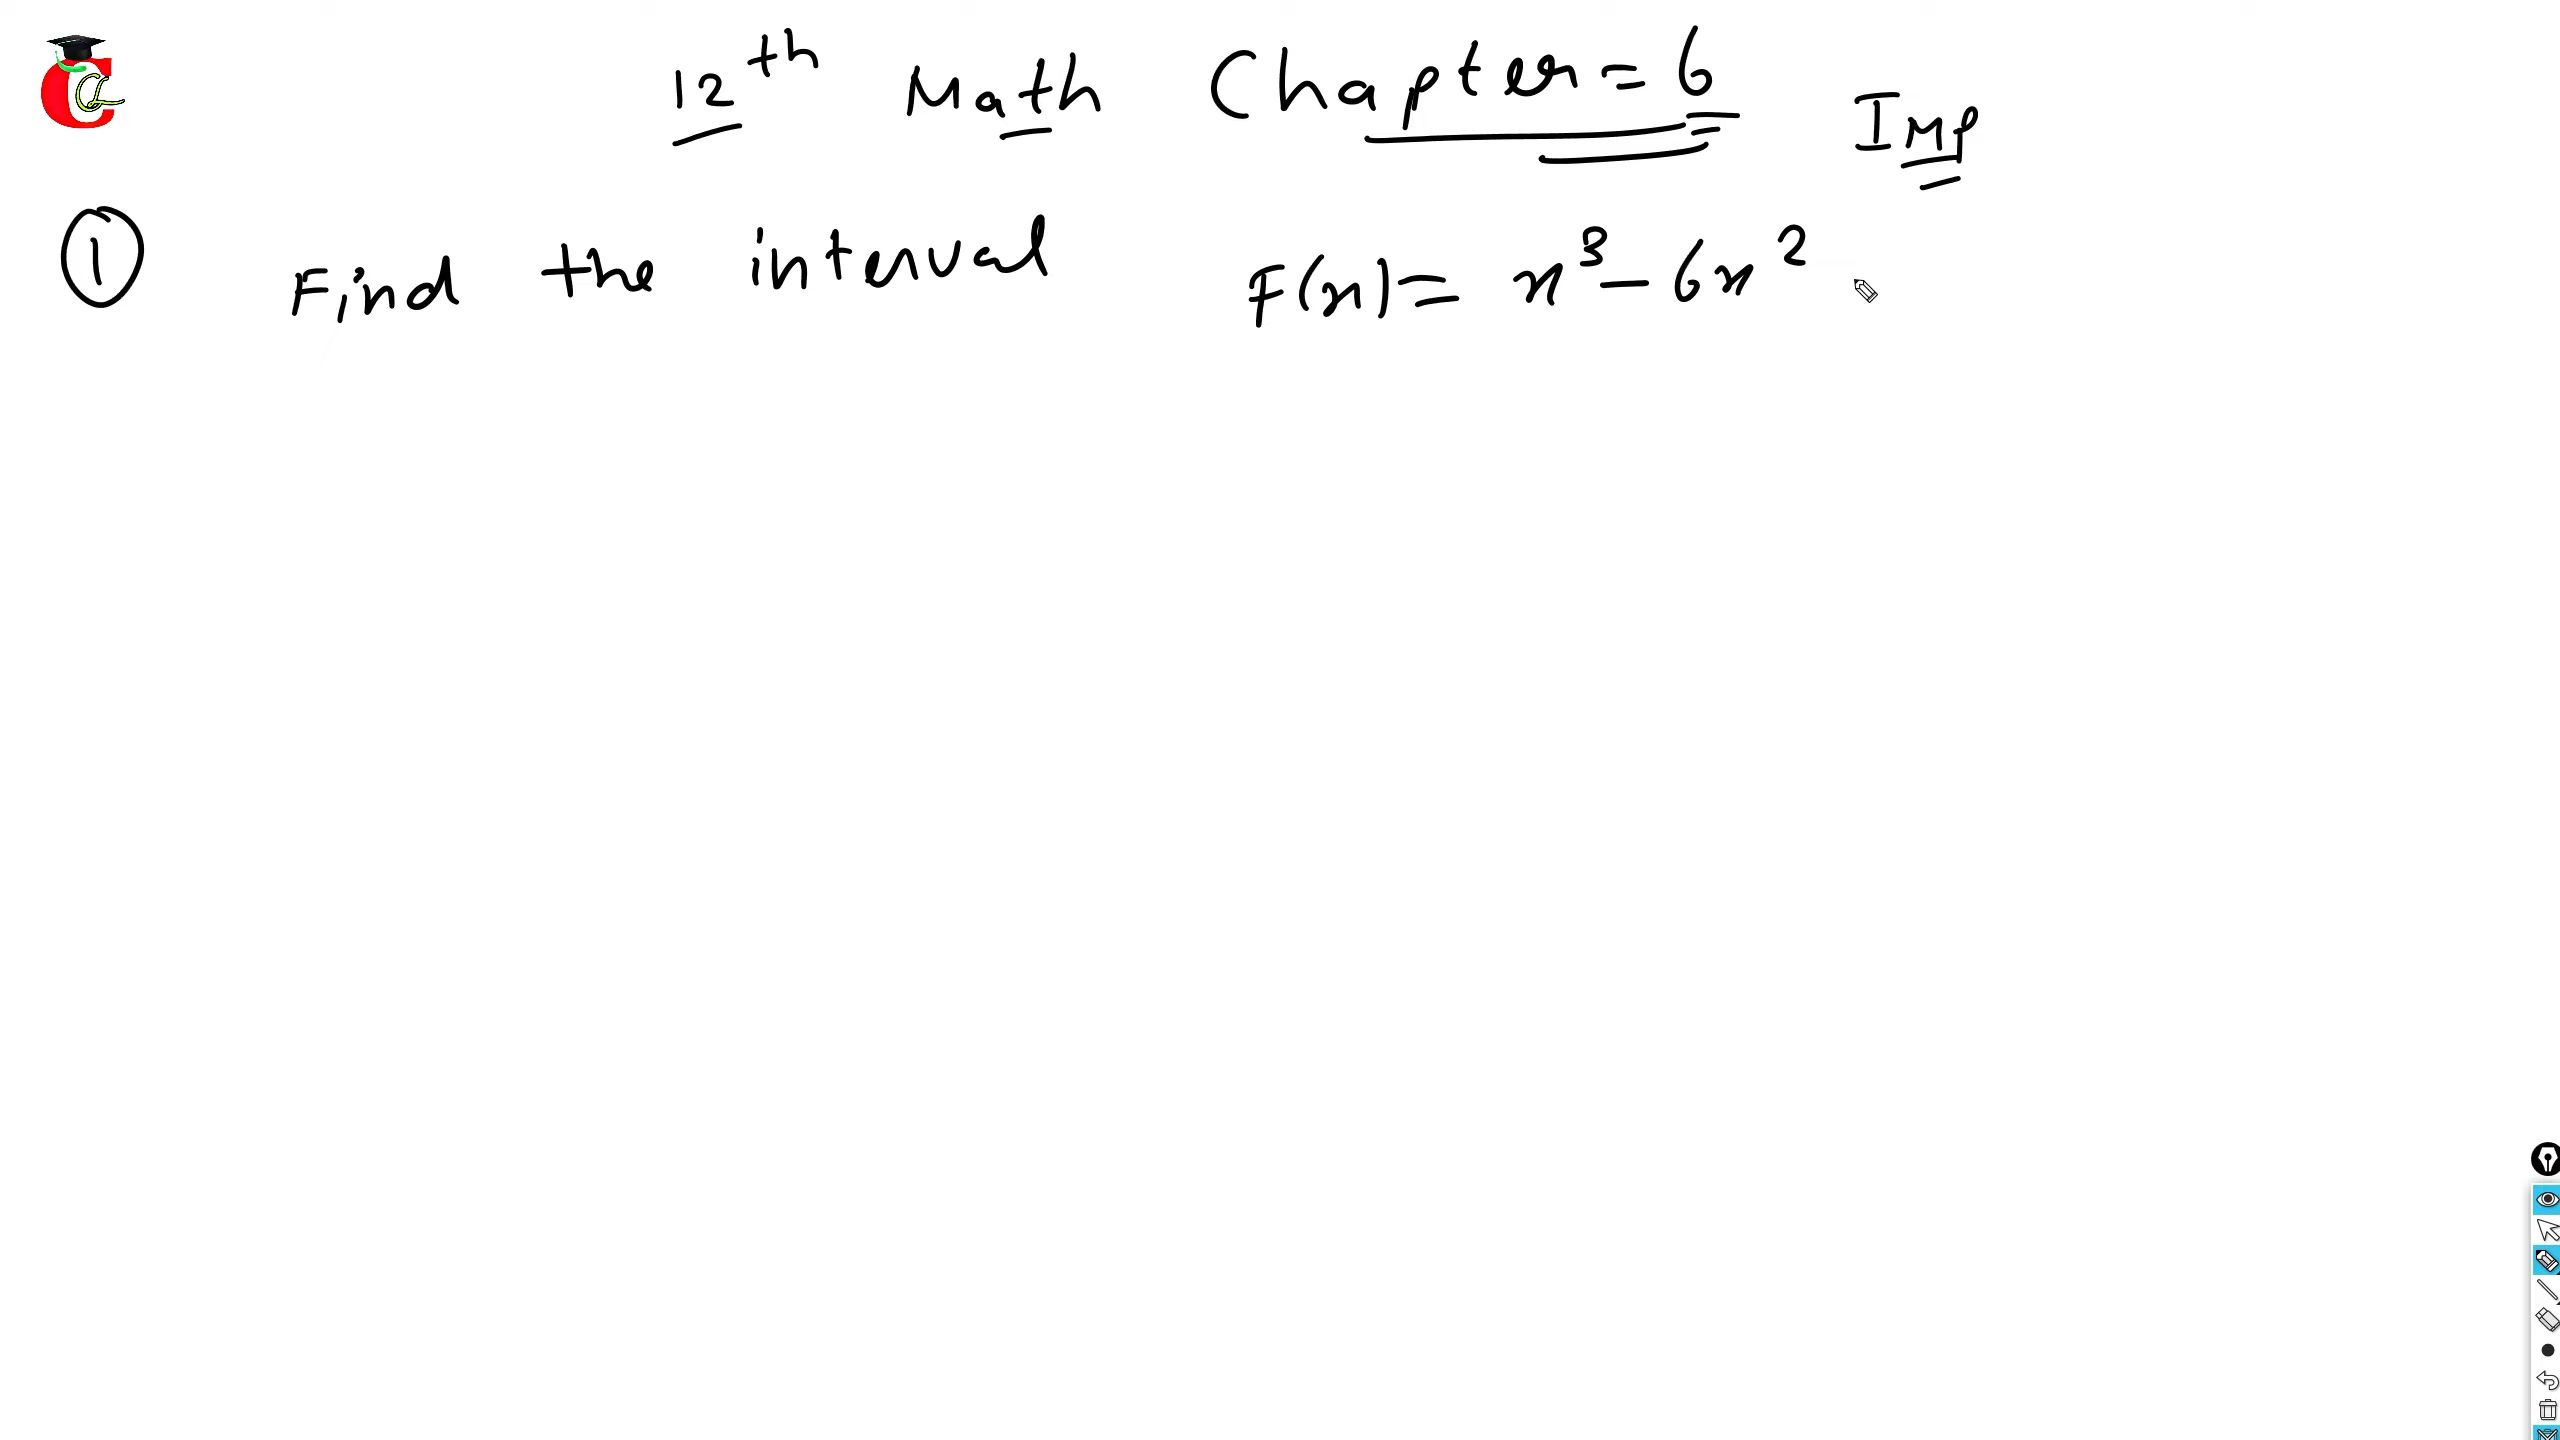 12th Math Chapter = 6 Imp
1 Find the interval F(x) = x³ - 6x²